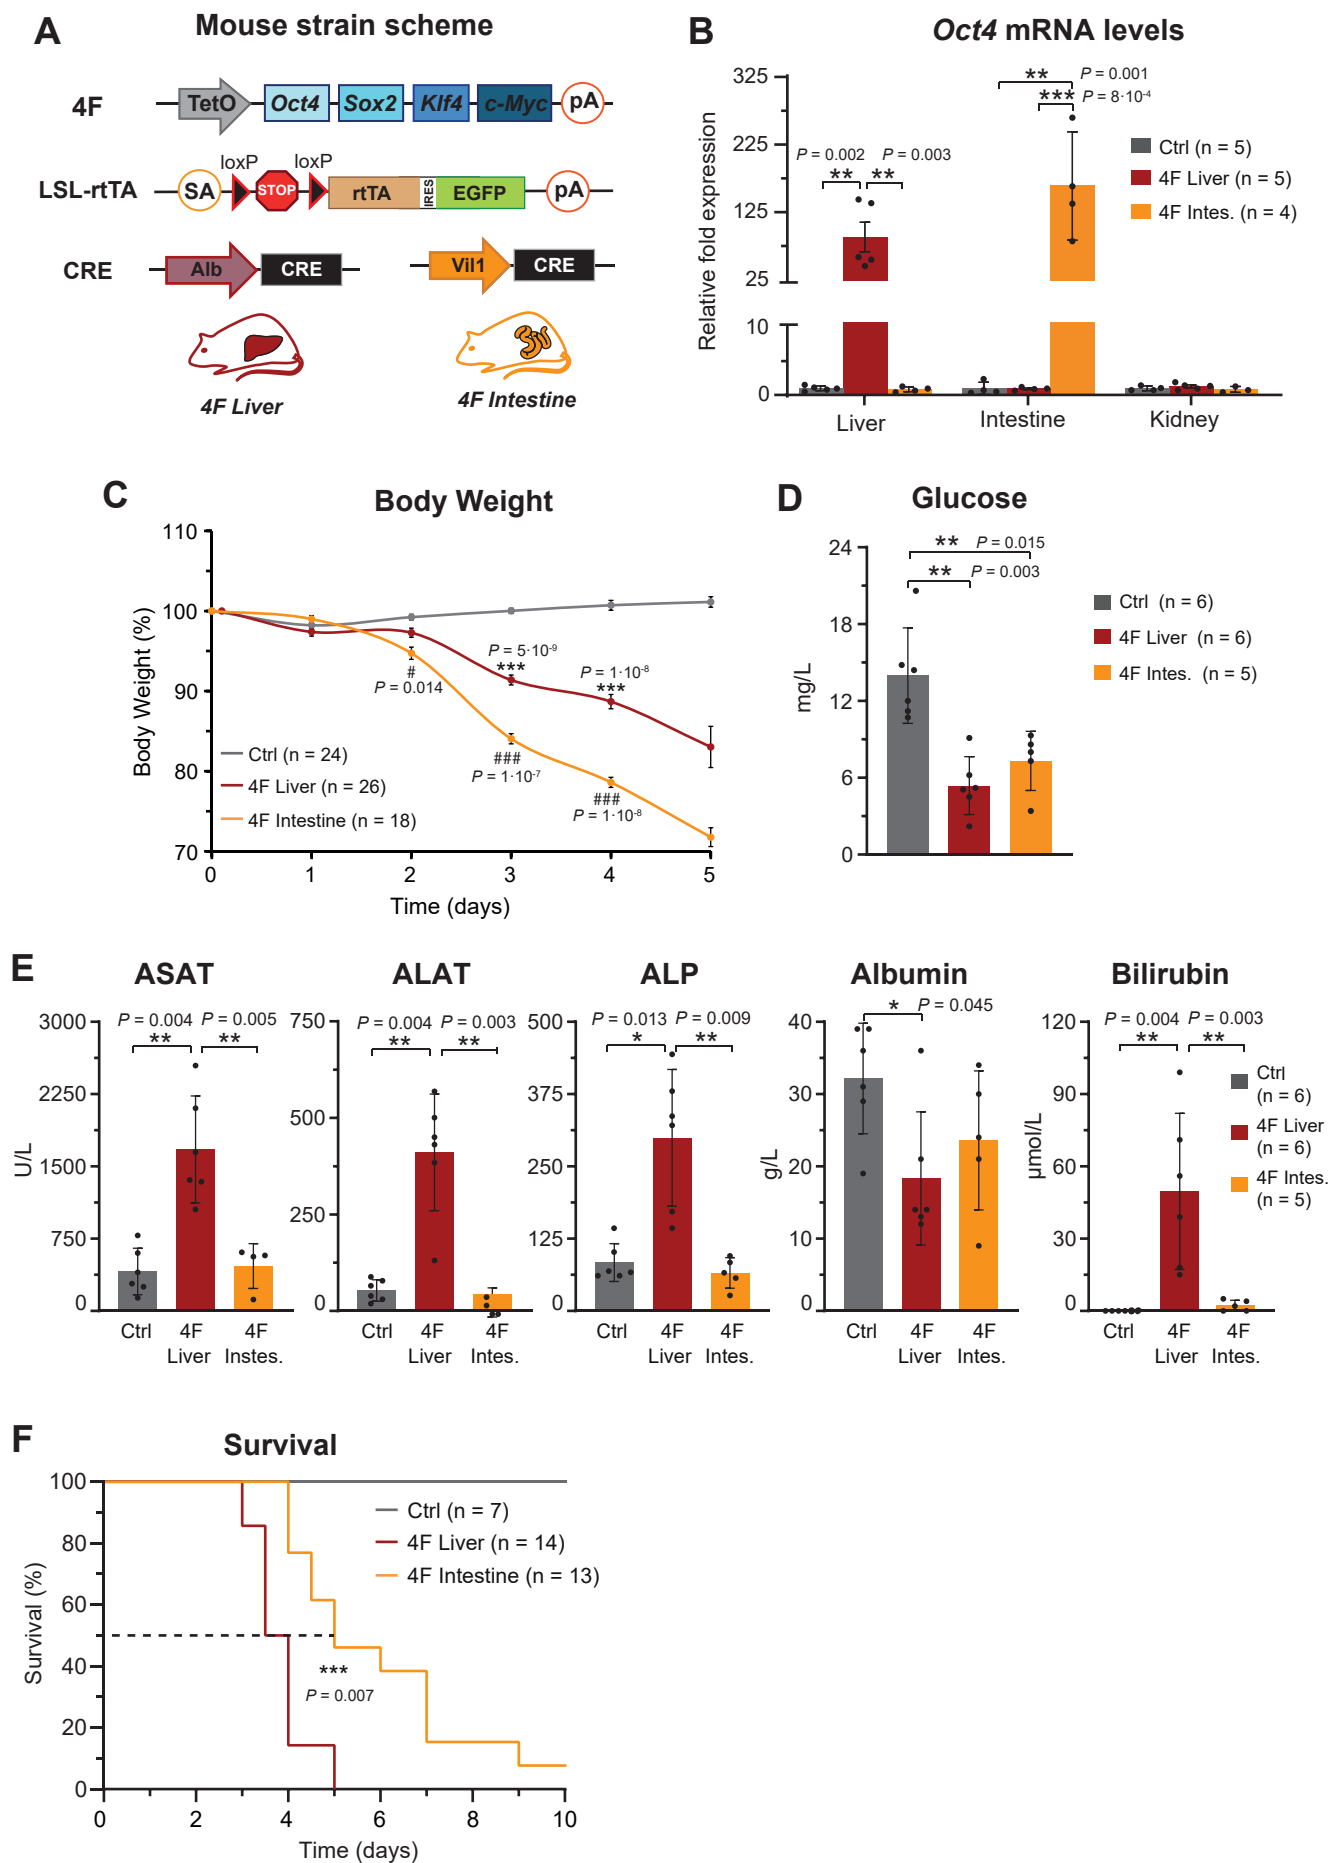 A
Mouse strain scheme
4F
TetO
Oct4
Sox2
Klf4
c-Myc
pA
LSL-rtTA
SA
loxP
STOP
loxP
rtTA
IRES
EGFP
pA
CRE
Alb
CRE
Vil1
CRE
4F Liver
4F Intestine
B
Oct4 mRNA levels
Relative fold expression
325
225
125
25
10
0
P = 0.002
P = 0.003
**
**
**
P = 0.001
***
P = 8·10-4
Ctrl (n = 5)
4F Liver (n = 5)
4F Intes. (n = 4)
Liver
Intestine
Kidney
C
Body Weight
Body Weight (%)
110
100
90
80
70
#
P = 0.014
P = 5·10-9
***
P = 1·10-8
***
###
P = 1·10-7
###
P = 1·10-8
Ctrl (n = 24)
4F Liver (n = 26)
4F Intestine (n = 18)
0 1 2 3 4 5
Time (days)
D
Glucose
mg/L
24
18
12
6
0
**
P = 0.015
**
P = 0.003
Ctrl (n = 6)
4F Liver (n = 6)
4F Intes. (n = 5)
E
ASAT
U/L
3000
2250
1500
750
0
P = 0.004
P = 0.005
**
**
Ctrl
4F
Liver
4F
Instes.
ALAT
750
500
250
0
P = 0.004
P = 0.003
**
**
Ctrl
4F
Liver
4F
Intes.
ALP
500
375
250
125
0
P = 0.013
P = 0.009
*
**
Ctrl
4F
Liver
4F
Intes.
Albumin
g/L
40
30
20
10
0
*
P = 0.045
Ctrl
4F
Liver
4F
Intes.
Bilirubin
µmol/L
120
90
60
30
0
P = 0.004
P = 0.003
**
**
Ctrl
4F
Liver
4F
Intes.
Ctrl
(n = 6)
4F Liver
(n = 6)
4F Intes.
(n = 5)
F
Survival
Survival (%)
100
80
60
40
20
0
Ctrl (n = 7)
4F Liver (n = 14)
4F Intestine (n = 13)
***
P = 0.007
0 2 4 6 8 10
Time (days)